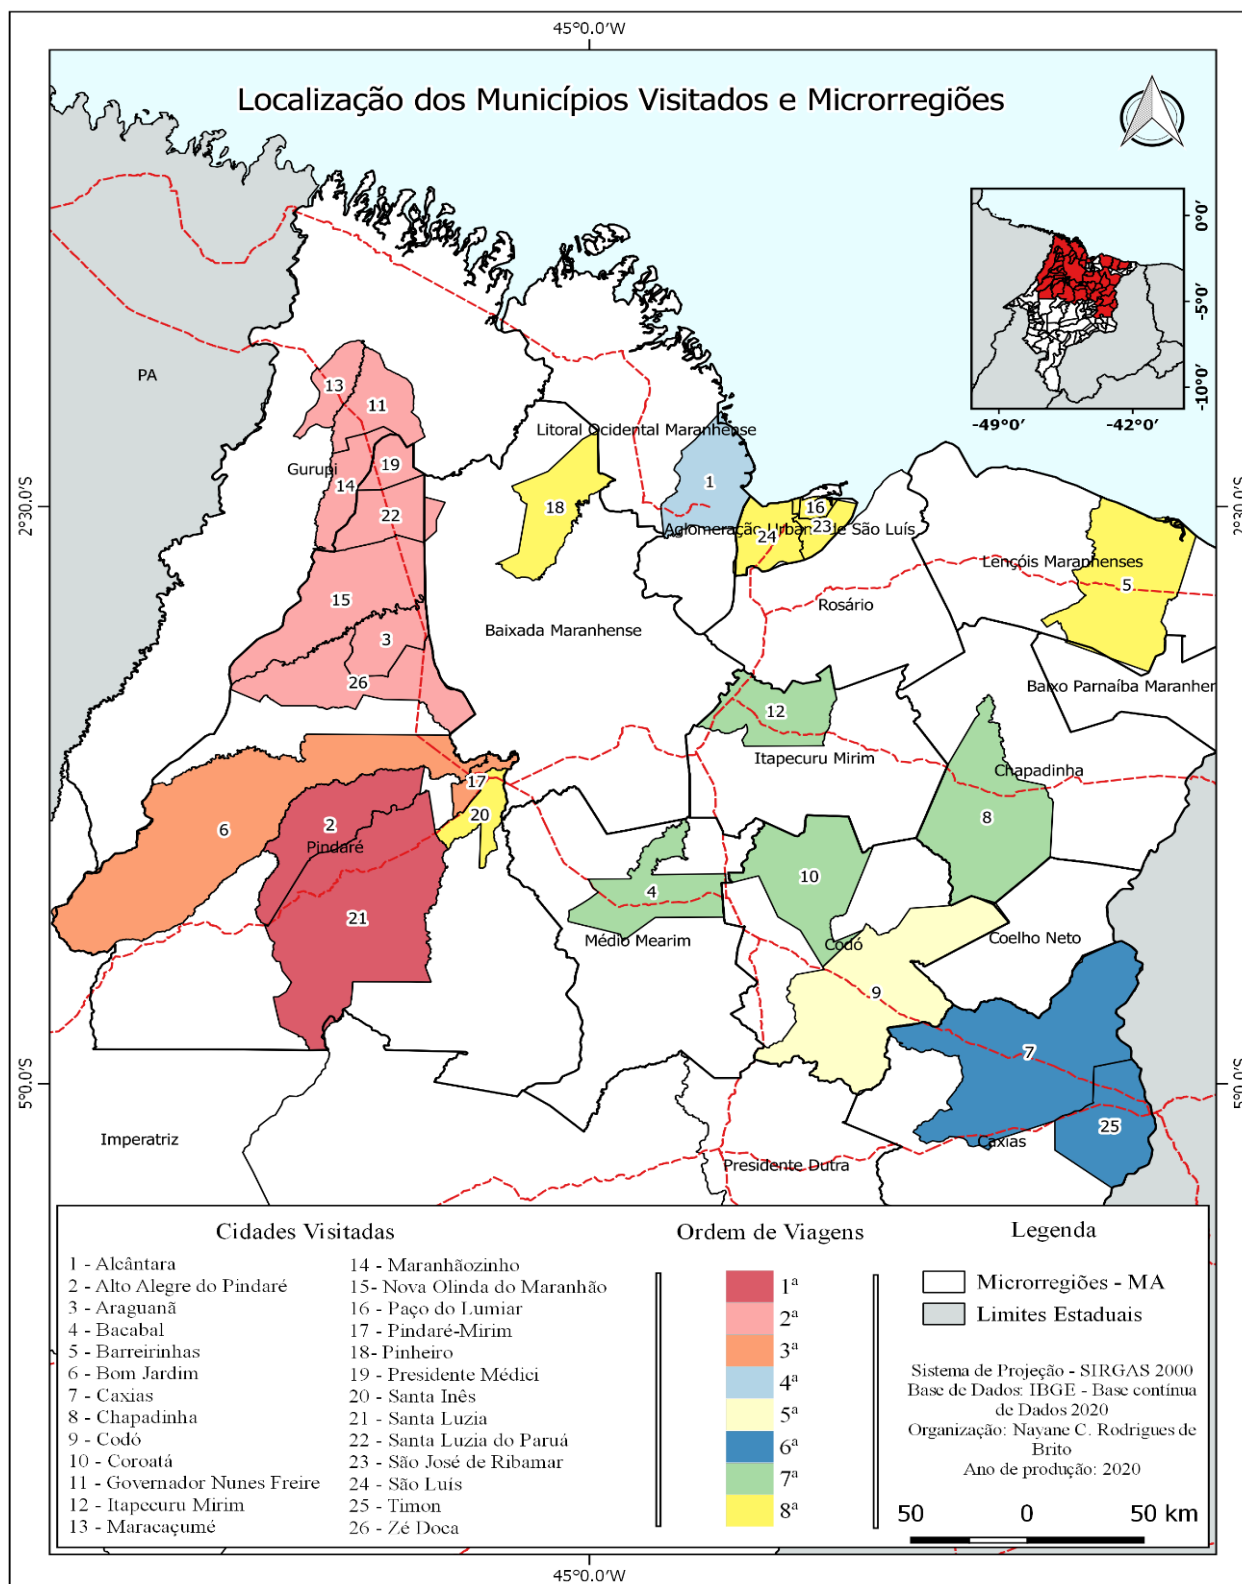 45°0.0'W
Localização dos Municípios Visitados e Microrregiões
0°0'
-5°0'
-10°0'
-49°0'
-42°0'
PA
13
11
Litoral Ocidental Maranhense
Gurupi
19
14
1
18
16
22
2°30.0'S
2°30.0'S
24
Aglomeração Urbana de São Luís
23
Lençóis Maranhenses
5
15
Rosário
3
Baixada Maranhense
26
Baixo Parnaíba Maranhen
12
Itapecuru Mirim
Chapadinha
17
20
6
2
8
Pindaré
10
4
21
Médio Mearim
Codó
Coelho Neto
9
7
5°0.0'S
5°0.0'S
Imperatriz
25
Caxias
Presidente Dutra
Cidades Visitadas
1 - Alcântara
2 - Alto Alegre do Pindaré
3 - Araguanã
4 - Bacabal
5 - Barreirinhas
6 - Bom Jardim
7 - Caxias
8 - Chapadinha
9 - Codó
10 - Coroatá
11 - Governador Nunes Freire
12 - Itapecuru Mirim
13 - Maracaçumé
14 - Maranhãozinho
15- Nova Olinda do Maranhão
16 - Paço do Lumiar
17 - Pindaré-Mirim
18- Pinheiro
19 - Presidente Médici
20 - Santa Inês
21 - Santa Luzia
22 - Santa Luzia do Paruá
23 - São José de Ribamar
24 - São Luís
25 - Timon
26 - Zé Doca
Ordem de Viagens
1ª
2ª
3ª
4ª
5ª
6ª
7ª
8ª
Legenda
Microrregiões - MA
Limites Estaduais
Sistema de Projeção - SIRGAS 2000
Base de Dados: IBGE - Base contínua
de Dados 2020
Organização: Nayane C. Rodrigues de
Brito
Ano de produção: 2020
50 0 50 km
45°0.0'W